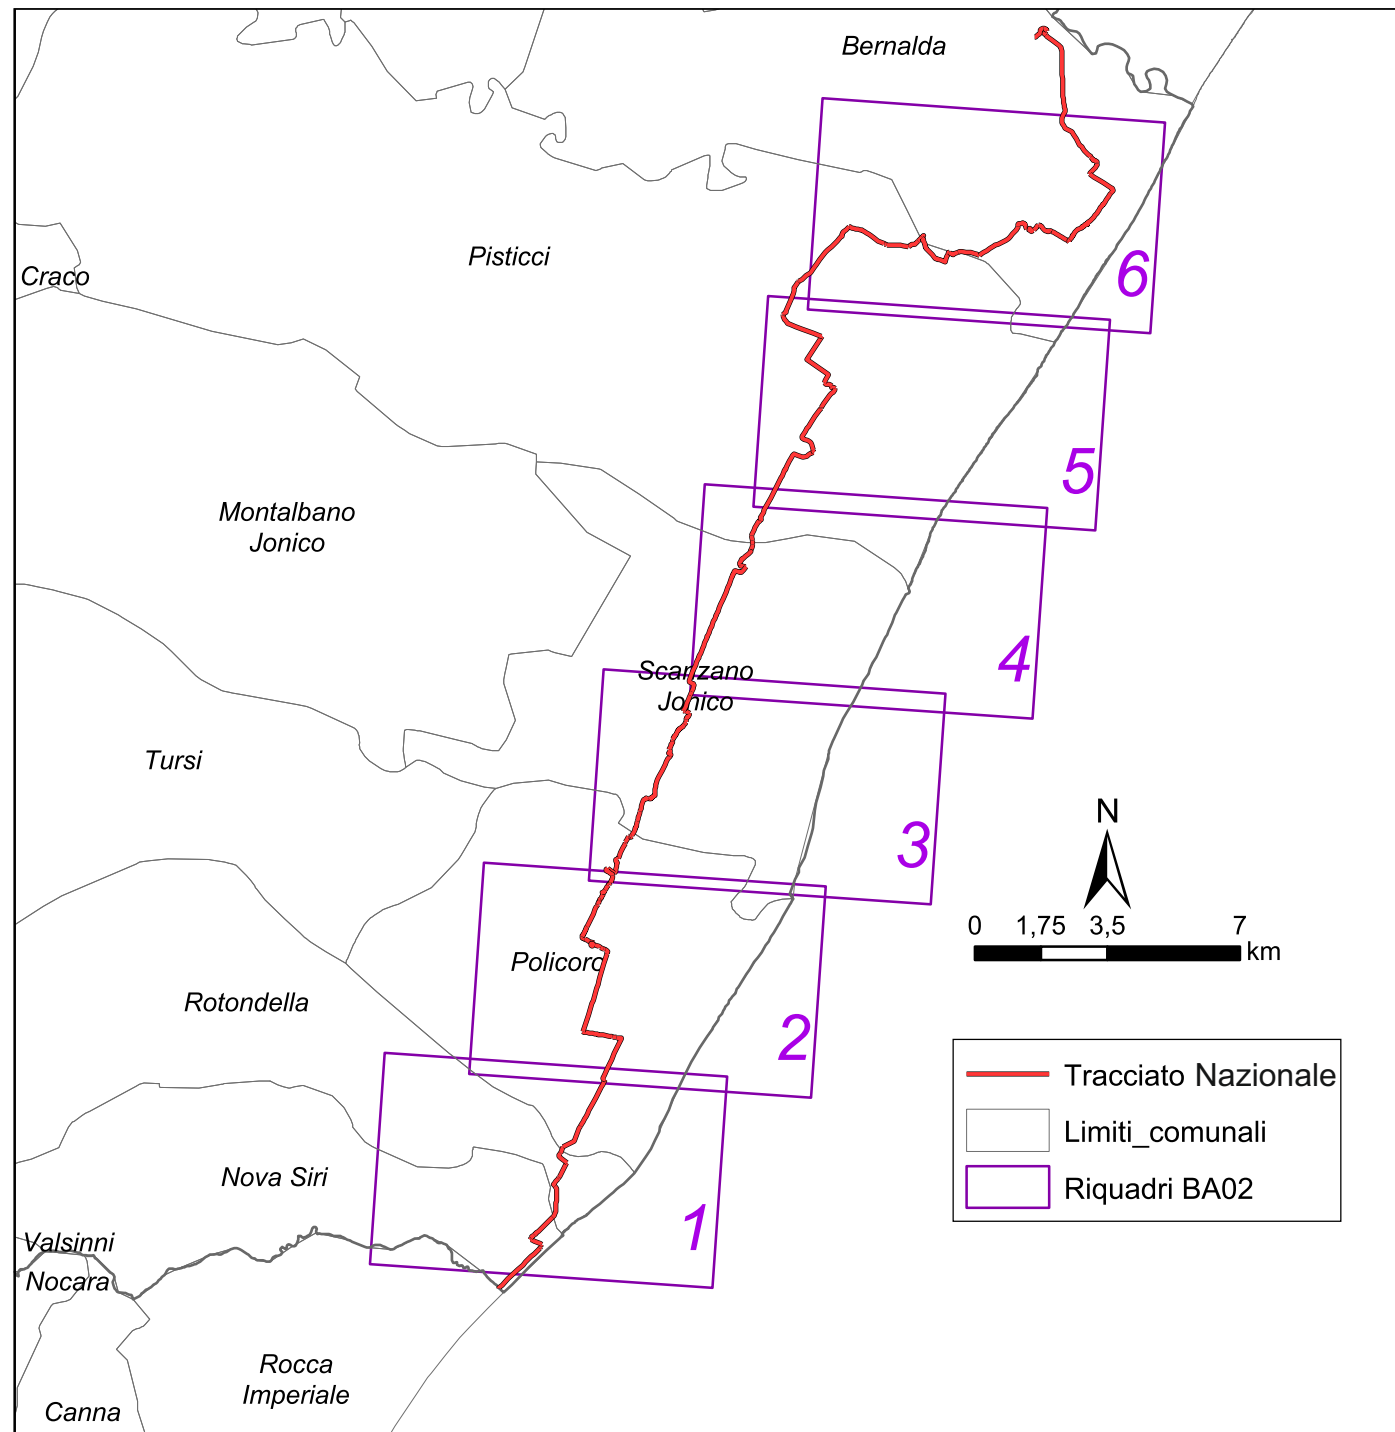 Bernalda
Pisticci
Craco
6
5
Montalbano
Jonico
4
Scanzano
Jonico
Tursi
N
3
0 1,75 3,5 7
km
Policoro
Rotondella
2
Tracciato Nazionale
Limiti_comunali
Riquadri BA02
Nova Siri
1
Valsinni
Nocara
Rocca
Imperiale
Canna